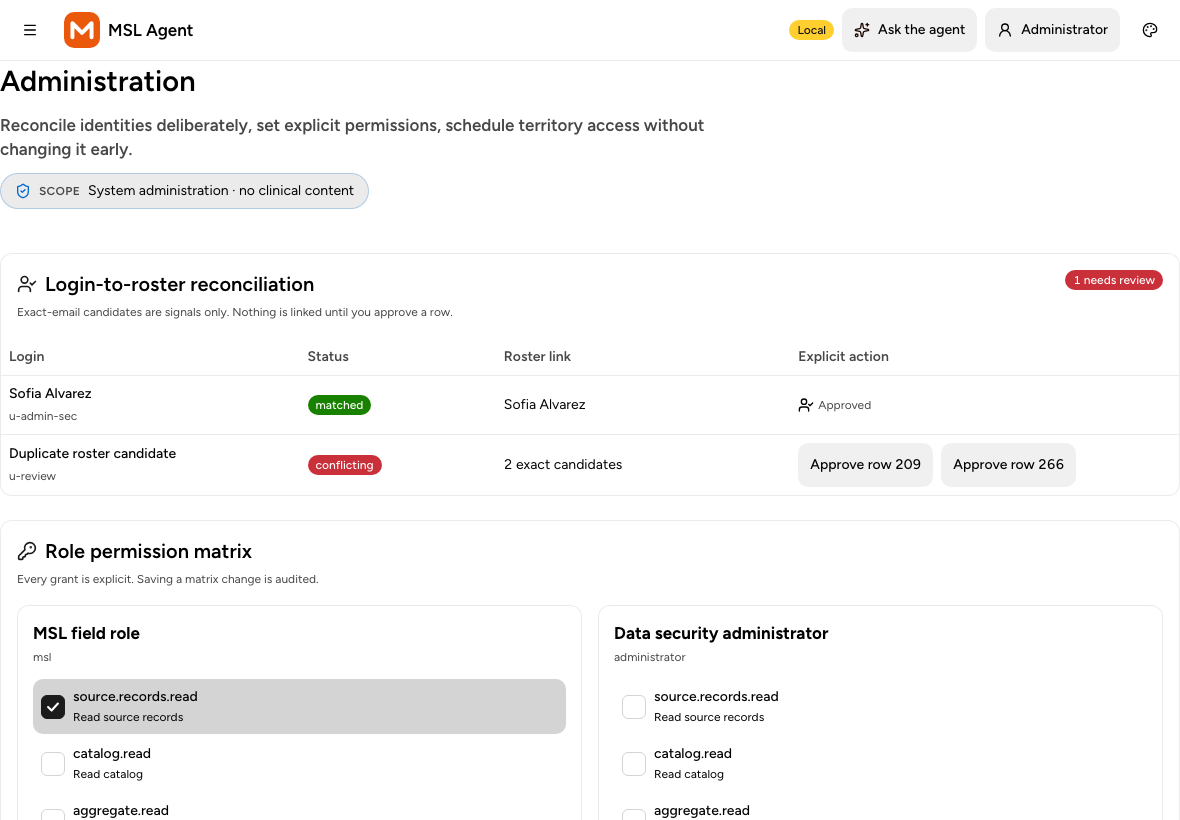 MSL Agent
Local
Ask the agent
Administrator
Administration
Reconcile identities deliberately, set explicit permissions, schedule territory access without
changing it early.
SCOPE System administration · no clinical content
Login-to-roster reconciliation
1 needs review
Exact-email candidates are signals only. Nothing is linked until you approve a row.
Login Status Roster link Explicit action
Sofia Alvarez
u-admin-sec
matched
Sofia Alvarez
Approved
Duplicate roster candidate
u-review
conflicting
2 exact candidates
Approve row 209
Approve row 266
Role permission matrix
Every grant is explicit. Saving a matrix change is audited.
MSL field role
msl
source.records.read
Read source records
catalog.read
Read catalog
aggregate.read
Data security administrator
administrator
source.records.read
Read source records
catalog.read
Read catalog
aggregate.read